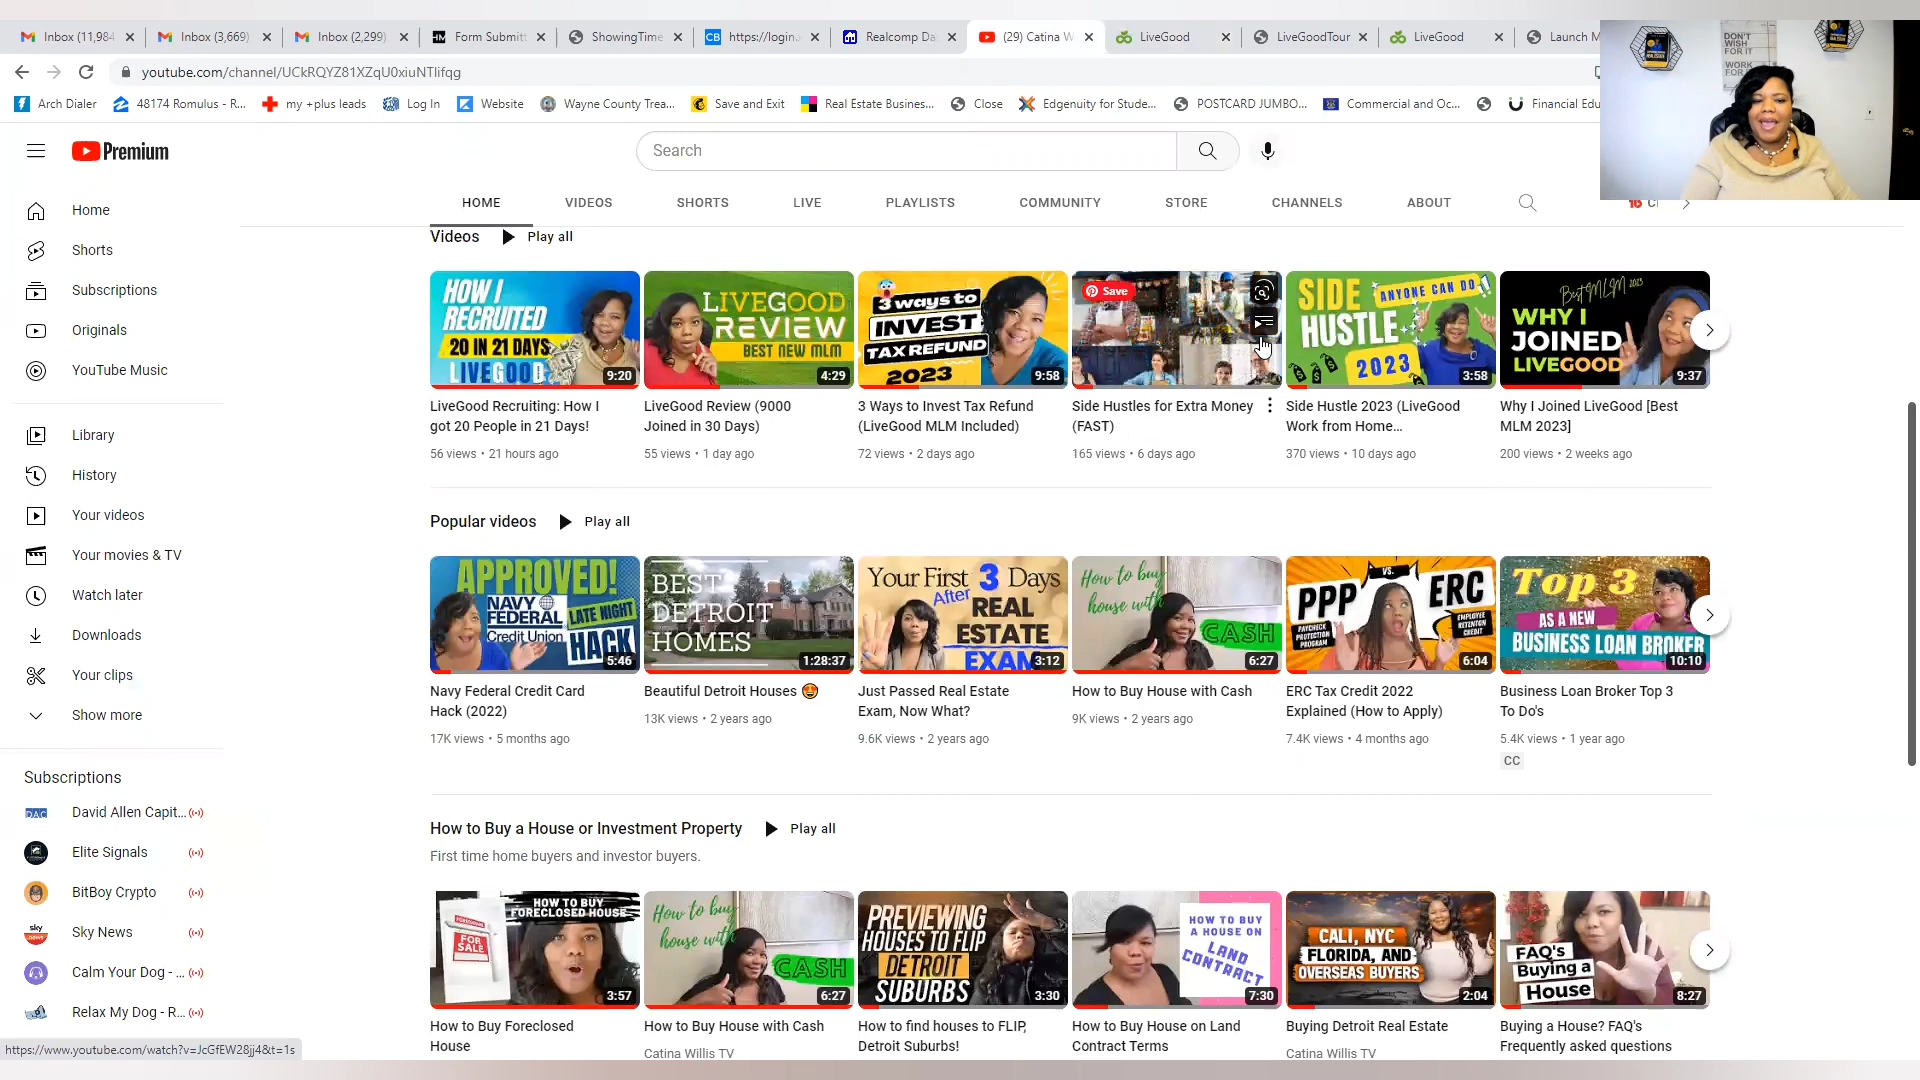 Inbox (11,984
Inbox (3,669)
Inbox (2,299)
Form Submitt
ShowingTime
https://login.
Realcomp Da
(29) Catina W
LiveGood
LiveGoodTour
LiveGood
Launch M
youtube.com/channel/UCkRQYZ81XZqU0xiuNTlifqg
Arch Dialer
48174 Romulus - R...
my +plus leads
Log In
Website
Wayne County Trea...
Save and Exit
Real Estate Busines...
Close
Edgenuity for Stude...
POSTCARD JUMBO...
Commercial and Oc...
Financial Edu
DON'T
WISH
FOR IT
WORK
FOR
Premium
Search
HOME
VIDEOS
SHORTS
LIVE
PLAYLISTS
COMMUNITY
STORE
CHANNELS
ABOUT
Home
Shorts
Subscriptions
Originals
YouTube Music
Library
History
Your videos
Your movies & TV
Watch later
Downloads
Your clips
Show more
Subscriptions
DAC
David Allen Capit...
Elite Signals
BitBoy Crypto
sky
news
Sky News
Calm Your Dog - ...
Relax My Dog - R...
Videos
Play all
HOW I
RECRUITED
20 IN 21 DAYS
LIVEGOOD
9:20
LiveGood Recruiting: How I
got 20 People in 21 Days!
56 views • 21 hours ago
LIVEGOOD
REVIEW
BEST NEW MLM
4:29
LiveGood Review (9000
Joined in 30 Days)
55 views • 1 day ago
3 ways to
INVEST
TAX REFUND
2023
9:58
3 Ways to Invest Tax Refund
(LiveGood MLM Included)
72 views • 2 days ago
Save
Side Hustles for Extra Money
(FAST)
165 views • 6 days ago
SIDE
ANYONE CAN DO
HUSTLE
2023
3:58
Side Hustle 2023 (LiveGood
Work from Home...
370 views • 10 days ago
Best MLM 2023
WHY I
JOINED
LIVEGOOD
9:37
Why I Joined LiveGood [Best
MLM 2023]
200 views • 2 weeks ago
Popular videos
Play all
APPROVED!
NAVY
FEDERAL
Credit Union
LATE NIGHT
HACK
5:46
Navy Federal Credit Card
Hack (2022)
17K views • 5 months ago
BEST
DETROIT
HOMES
1:28:37
Beautiful Detroit Houses
13K views • 2 years ago
Your First 3 Days
After
REAL
ESTATE
EXAM
3:12
Just Passed Real Estate
Exam, Now What?
9.6K views • 2 years ago
How to buy
house with
CASH
6:27
How to Buy House with Cash
9K views • 2 years ago
PPP
PAYCHECK
PROTECTION
PROGRAM
VS.
ERC
EMPLOYEE
RETENTION
CREDIT
6:04
ERC Tax Credit 2022
Explained (How to Apply)
7.4K views • 4 months ago
Top 3
AS A NEW
BUSINESS LOAN BROKER
10:10
Business Loan Broker Top 3
To Do's
5.4K views • 1 year ago
CC
How to Buy a House or Investment Property
Play all
First time home buyers and investor buyers.
HOW TO BUY
FORECLOSED HOUSE
FORECLOSURE
FOR
SALE
3:57
How to Buy Foreclosed
House
How to buy
house with
CASH
6:27
How to Buy House with Cash
Catina Willis TV
PREVIEWING
HOUSES TO FLIP
DETROIT
SUBURBS
3:30
How to find houses to FLIP,
Detroit Suburbs!
HOW TO BUY
A HOUSE ON
LAND
CONTRACT
7:30
How to Buy House on Land
Contract Terms
CALI, NYC
FLORIDA, AND
OVERSEAS BUYERS
2:04
Buying Detroit Real Estate
Catina Willis TV
FAQ's
Buying a
House
8:27
Buying a House? FAQ's
Frequently asked questions
https://www.youtube.com/watch?v=JcGfEW28jj4&t=1s